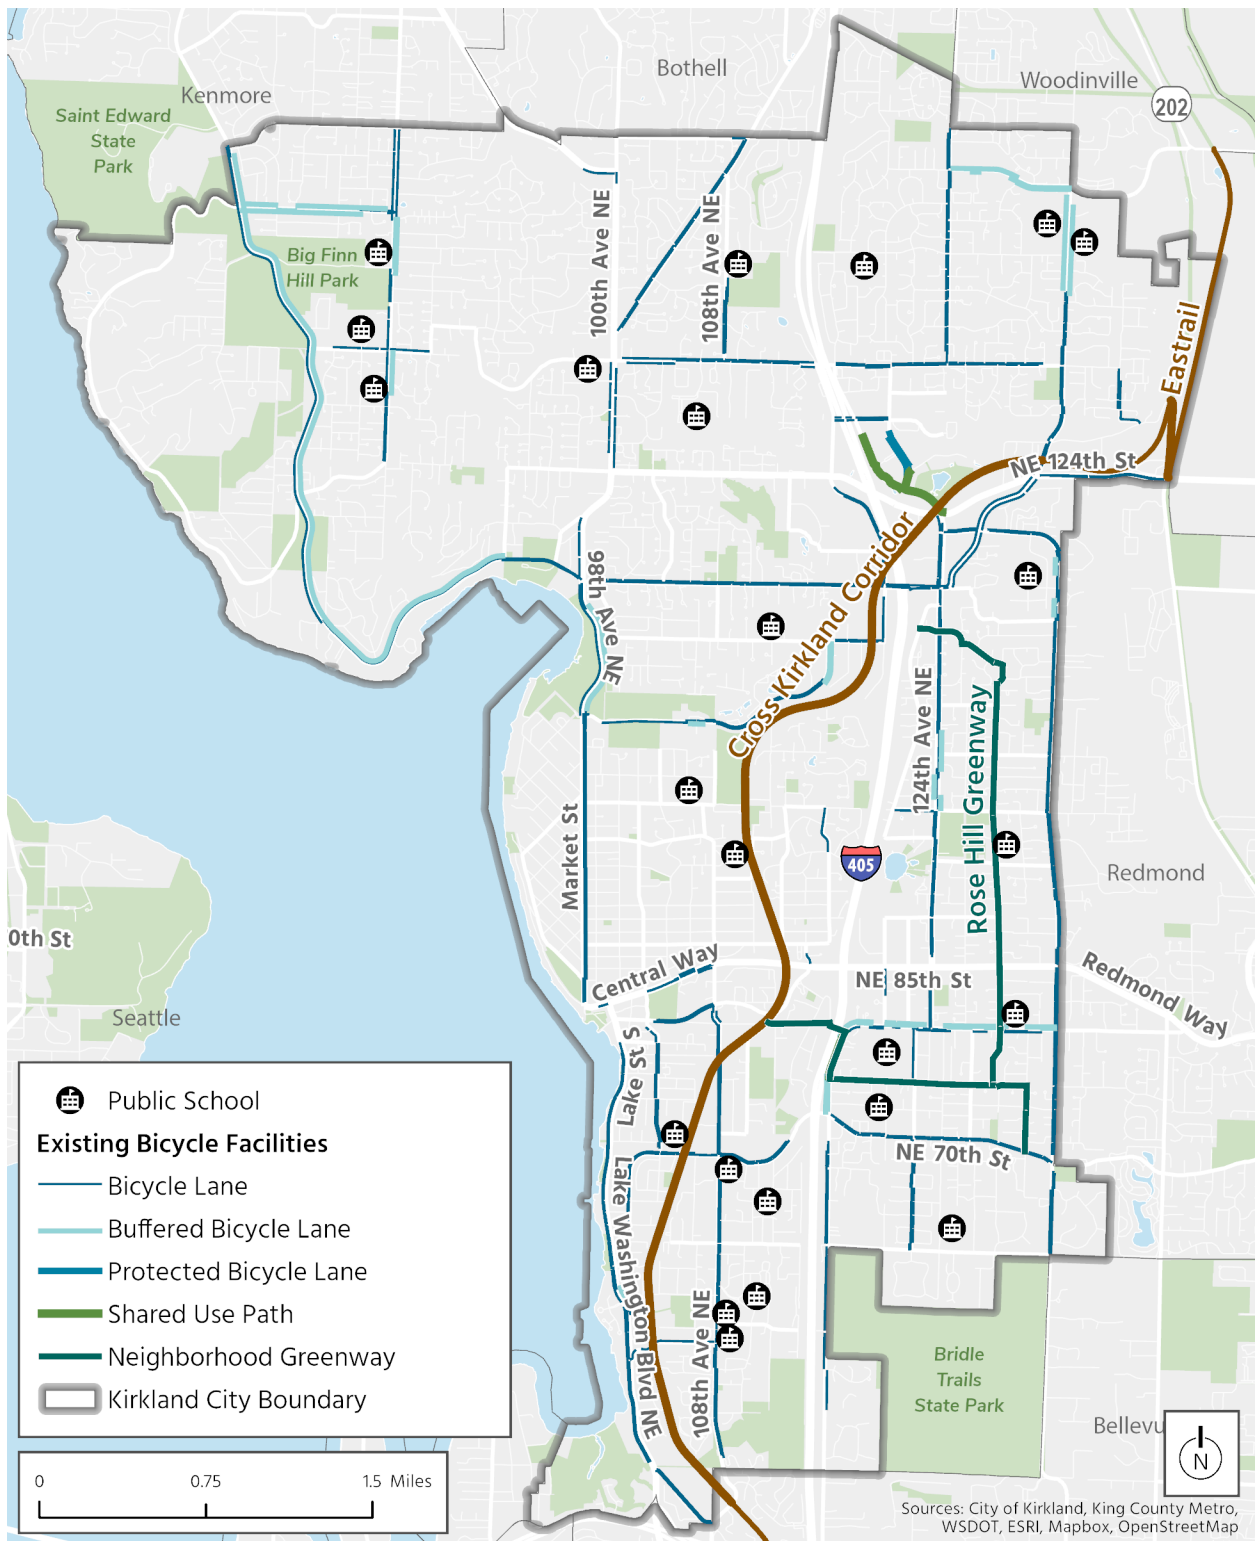 Bothell
Kenmore
Woodinville
202
Saint Edward
State
Park
Big Finn
Hill Park
100th Ave NE
108th Ave NE
Eastrail
NE 124th St
Cross Kirkland Corridor
98th Ave NE
124th Ave NE
Rose Hill Greenway
Market St
405
Redmond
0th St
Central Way
NE 85th St
Redmond Way
Seattle
Lake St S
NE 70th St
Lake Washington Blvd NE
108th Ave NE
Bridle
Trails
State Park
Bellevu
Public School
Existing Bicycle Facilities
Bicycle Lane
Buffered Bicycle Lane
Protected Bicycle Lane
Shared Use Path
Neighborhood Greenway
Kirkland City Boundary
0 0.75 1.5 Miles
N
Sources: City of Kirkland, King County Metro,
WSDOT, ESRI, Mapbox, OpenStreetMap